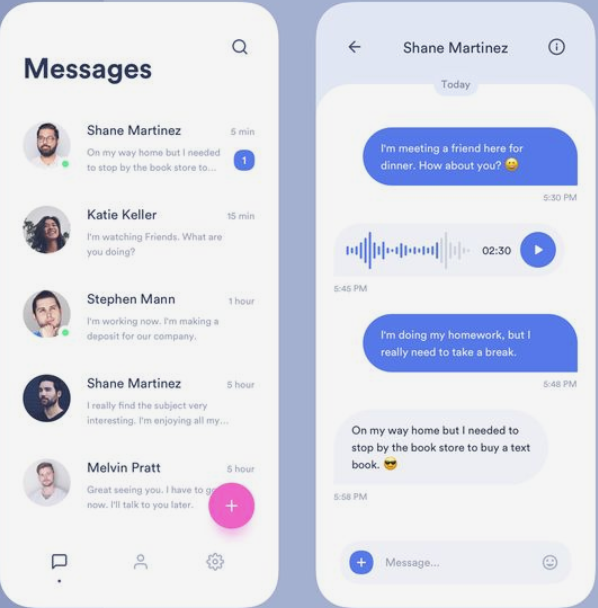 Messages
Shane Martinez
5 min
On my way home but I needed
to stop by the book store to...
1
Katie Keller
15 min
I'm watching Friends. What are
you doing?
Stephen Mann
1 hour
I'm working now. I'm making a
deposit for our company.
Shane Martinez
5 hour
I really find the subject very
interesting. I'm enjoying all my...
Melvin Pratt
5 hour
Great seeing you. I have to
now. I'll talk to you later.
Shane Martinez
Today
I'm meeting a friend here for
dinner. How about you? 😀
5:30 PM
02:30
5:45 PM
I'm doing my homework, but I
really need to take a break.
5:48 PM
On my way home but I needed to
stop by the book store to buy a text
book. 😎
5:58 PM
Message...